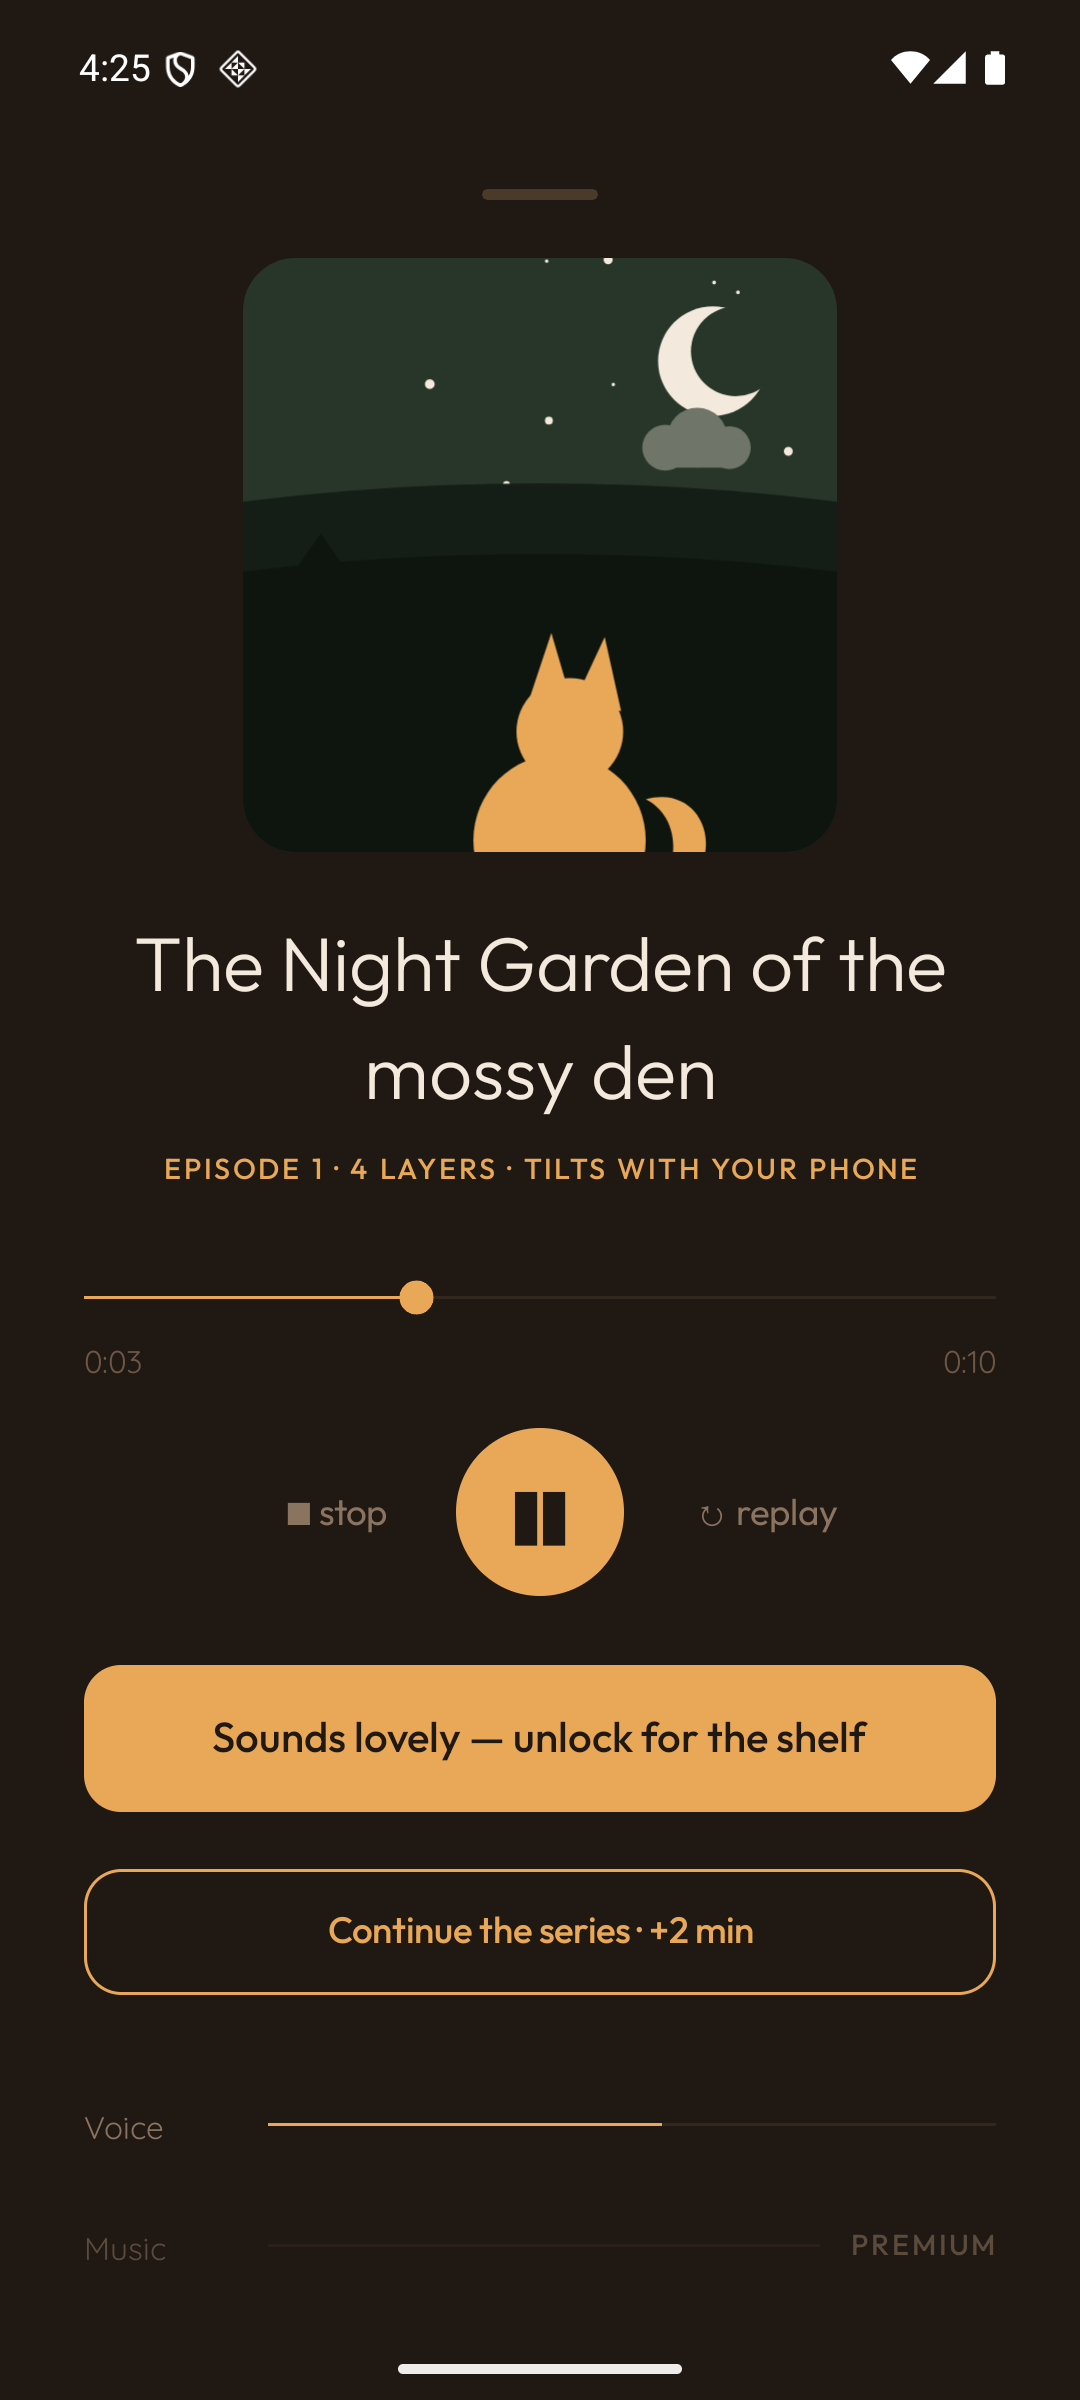 4:25
The Night Garden of the
mossy den
EPISODE 1 · 4 LAYERS · TILTS WITH YOUR PHONE
0:03 0:10
■ stop ↻ replay
Sounds lovely — unlock for the shelf
Continue the series · +2 min
Voice
Music PREMIUM